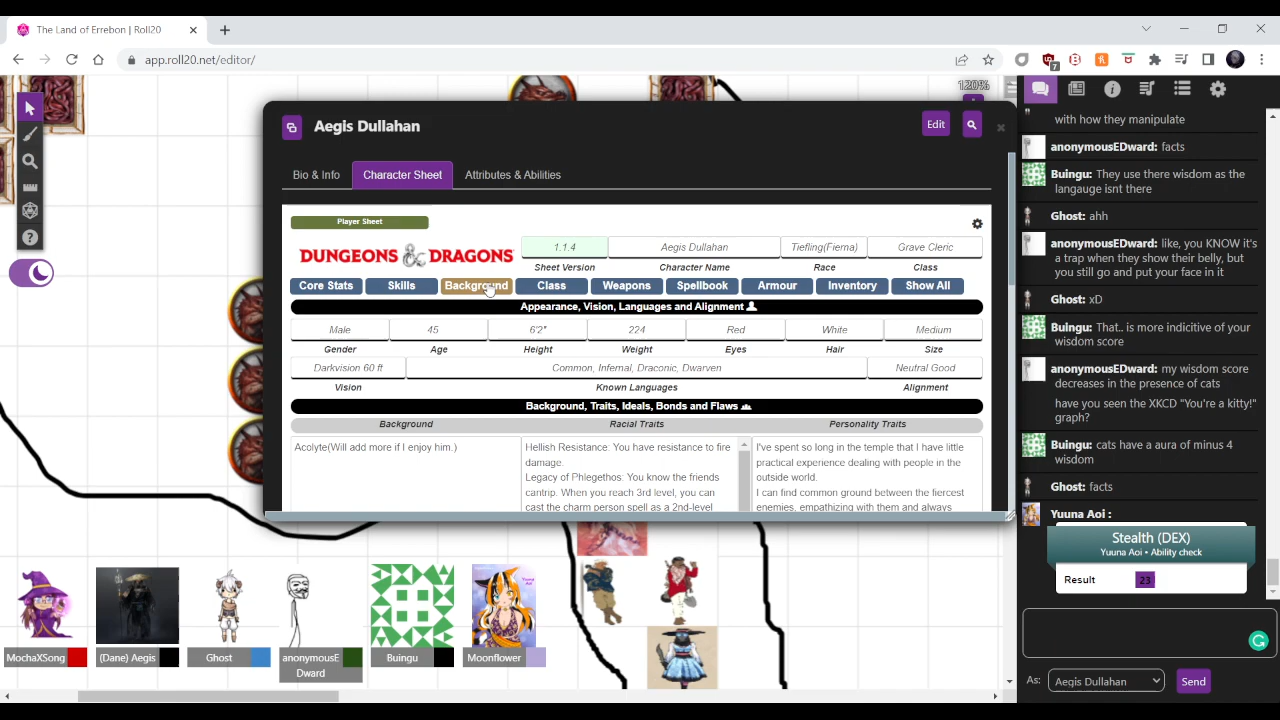 The Land of Errebon | Roll20
app.roll20.net/editor/
7
120%
Aegis Dullahan
Edit
Bio & Info
Character Sheet
Attributes & Abilities
Player Sheet
DUNGEONS & DRAGONS
1.1.4
Aegis Dullahan
Tiefling(Fierna)
Grave Cleric
Sheet Version
Character Name
Race
Class
Core Stats
Skills
Background
Class
Weapons
Spellbook
Armour
Inventory
Show All
Appearance, Vision, Languages and Alignment
Male
45
6'2"
224
Red
White
Medium
Gender
Age
Height
Weight
Eyes
Hair
Size
Darkvision 60 ft
Common, Infernal, Draconic, Dwarven
Neutral Good
Vision
Known Languages
Alignment
Background, Traits, Ideals, Bonds and Flaws
Background
Racial Traits
Personality Traits
Acolyte(Will add more if I enjoy him.)
Hellish Resistance: You have resistance to fire
damage.
Legacy of Phlegethos: You know the friends
cantrip. When you reach 3rd level, you can
cast the charm person spell as a 2nd-level
I've spent so long in the temple that I have little
practical experience dealing with people in the
outside world.
I can find common ground between the fiercest
enemies, empathizing with them and always
with how they manipulate
anonymousEDward: facts
Buingu: They use there wisdom as the
langauge isnt there
Ghost: ahh
anonymousEDward: like, you KNOW it's
a trap when they show their belly, but
you still go and put your face in it
Ghost: xD
Buingu: That.. is more indicitive of your
wisdom score
anonymousEDward: my wisdom score
decreases in the presence of cats
have you seen the XKCD "You're a kitty!"
graph?
Buingu: cats have a aura of minus 4
wisdom
Ghost: facts
Yuuna Aoi :
Stealth (DEX)
Yuuna Aoi • Ability check
Result 23
As: Aegis Dullahan
Send
MochaXSong
(Dane) Aegis
Ghost
anonymousE
Dward
Buingu
Moonflower